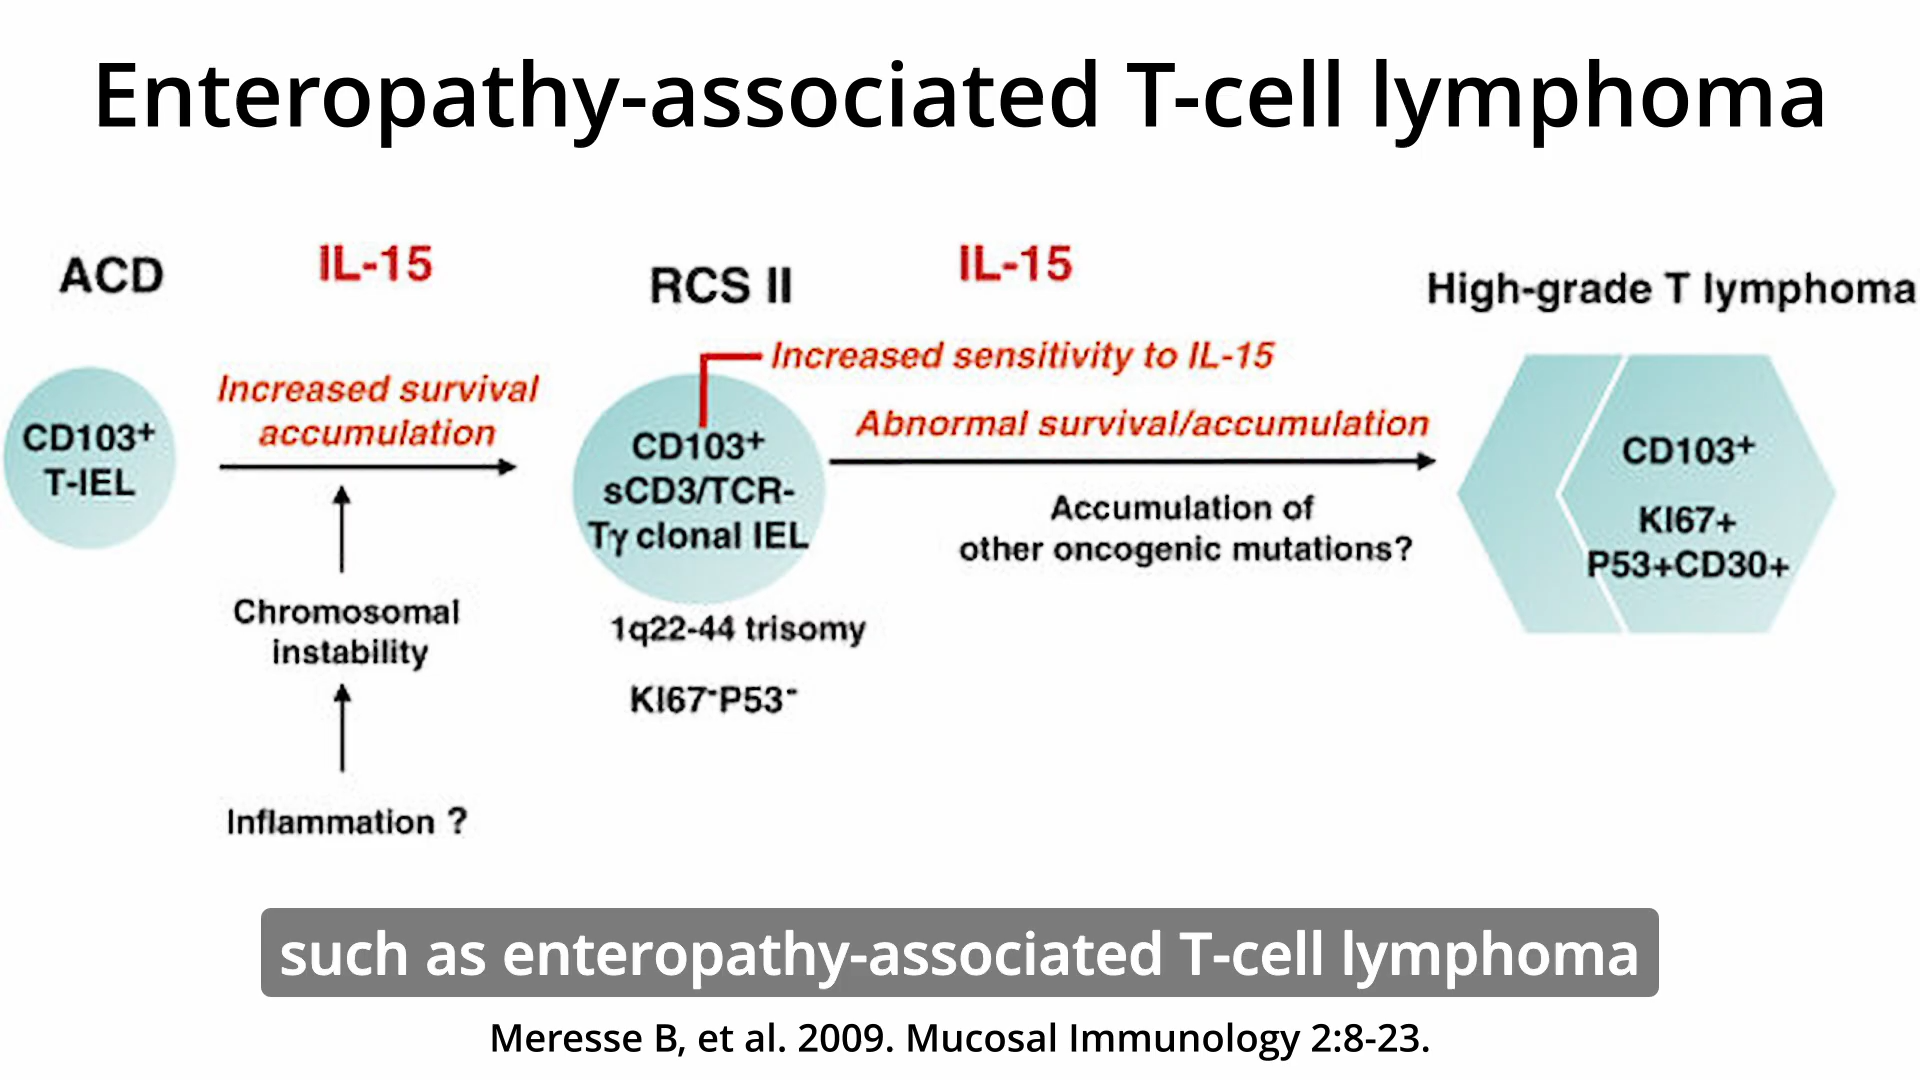 Enteropathy-associated T-cell lymphoma
ACD
IL-15
RCS II
IL-15
High-grade T lymphoma
Increased survival
accumulation
Increased sensitivity to IL-15
Abnormal survival/accumulation
CD103+
T-IEL
CD103+
sCD3/TCR-
Tγ clonal IEL
Accumulation of
other oncogenic mutations?
CD103+
KI67+
P53+CD30+
Chromosomal
instability
1q22-44 trisomy
KI67-P53-
Inflammation ?
such as enteropathy-associated T-cell lymphoma
Meresse B, et al. 2009. Mucosal Immunology 2:8-23.